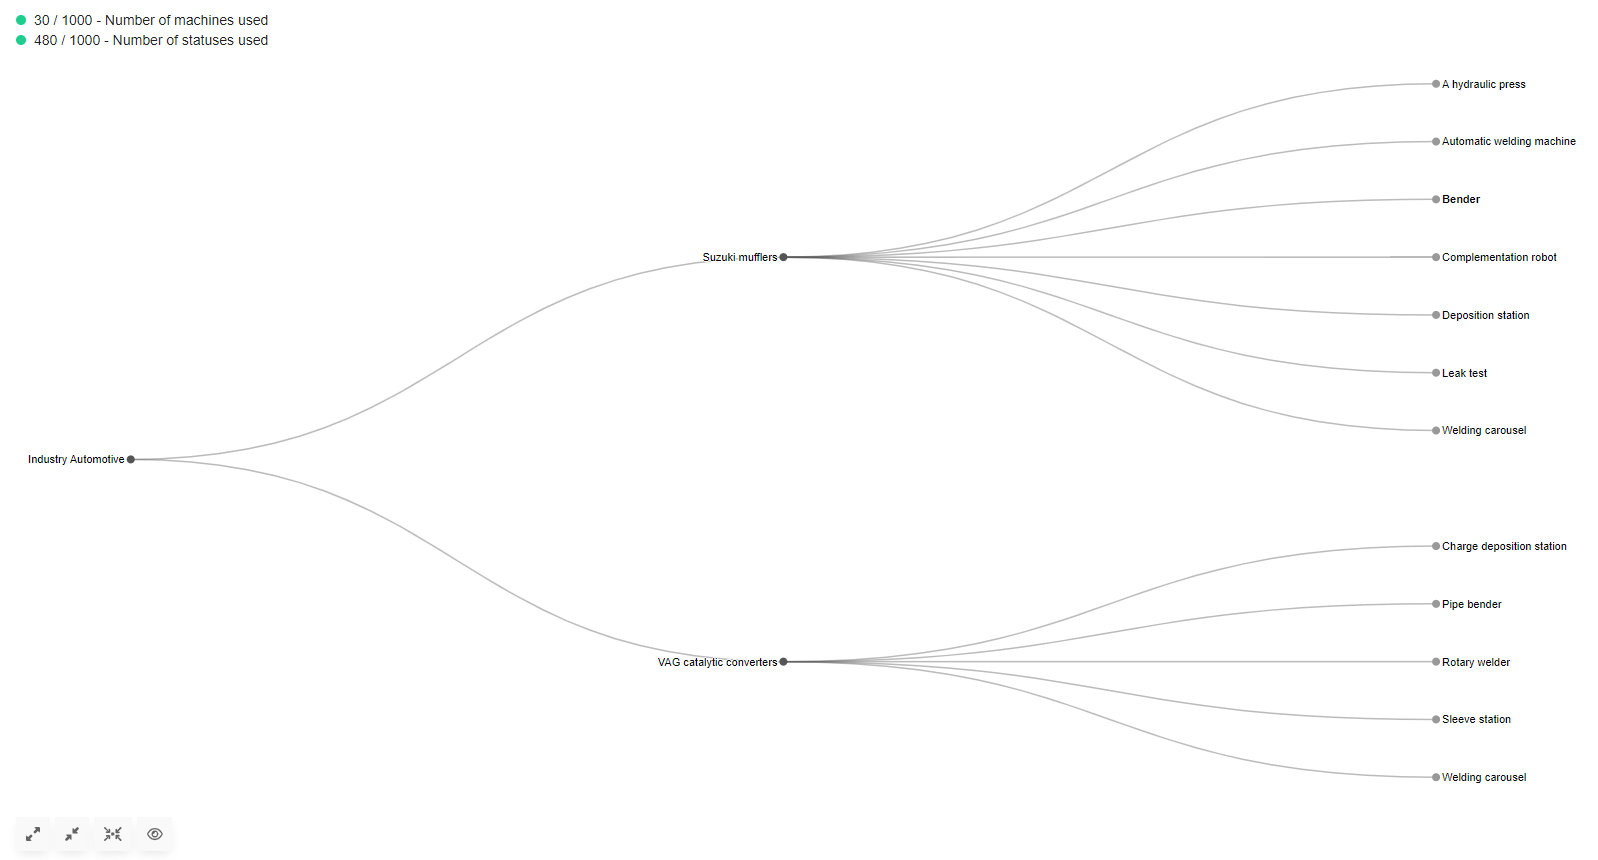 30 / 1000 - Number of machines used
480 / 1000 - Number of statuses used
A hydraulic press
Automatic welding machine
Bender
Suzuki mufflers
Complementation robot
Deposition station
Leak test
Welding carousel
Industry Automotive
Charge deposition station
Pipe bender
VAG catalytic converters
Rotary welder
Sleeve station
Welding carousel